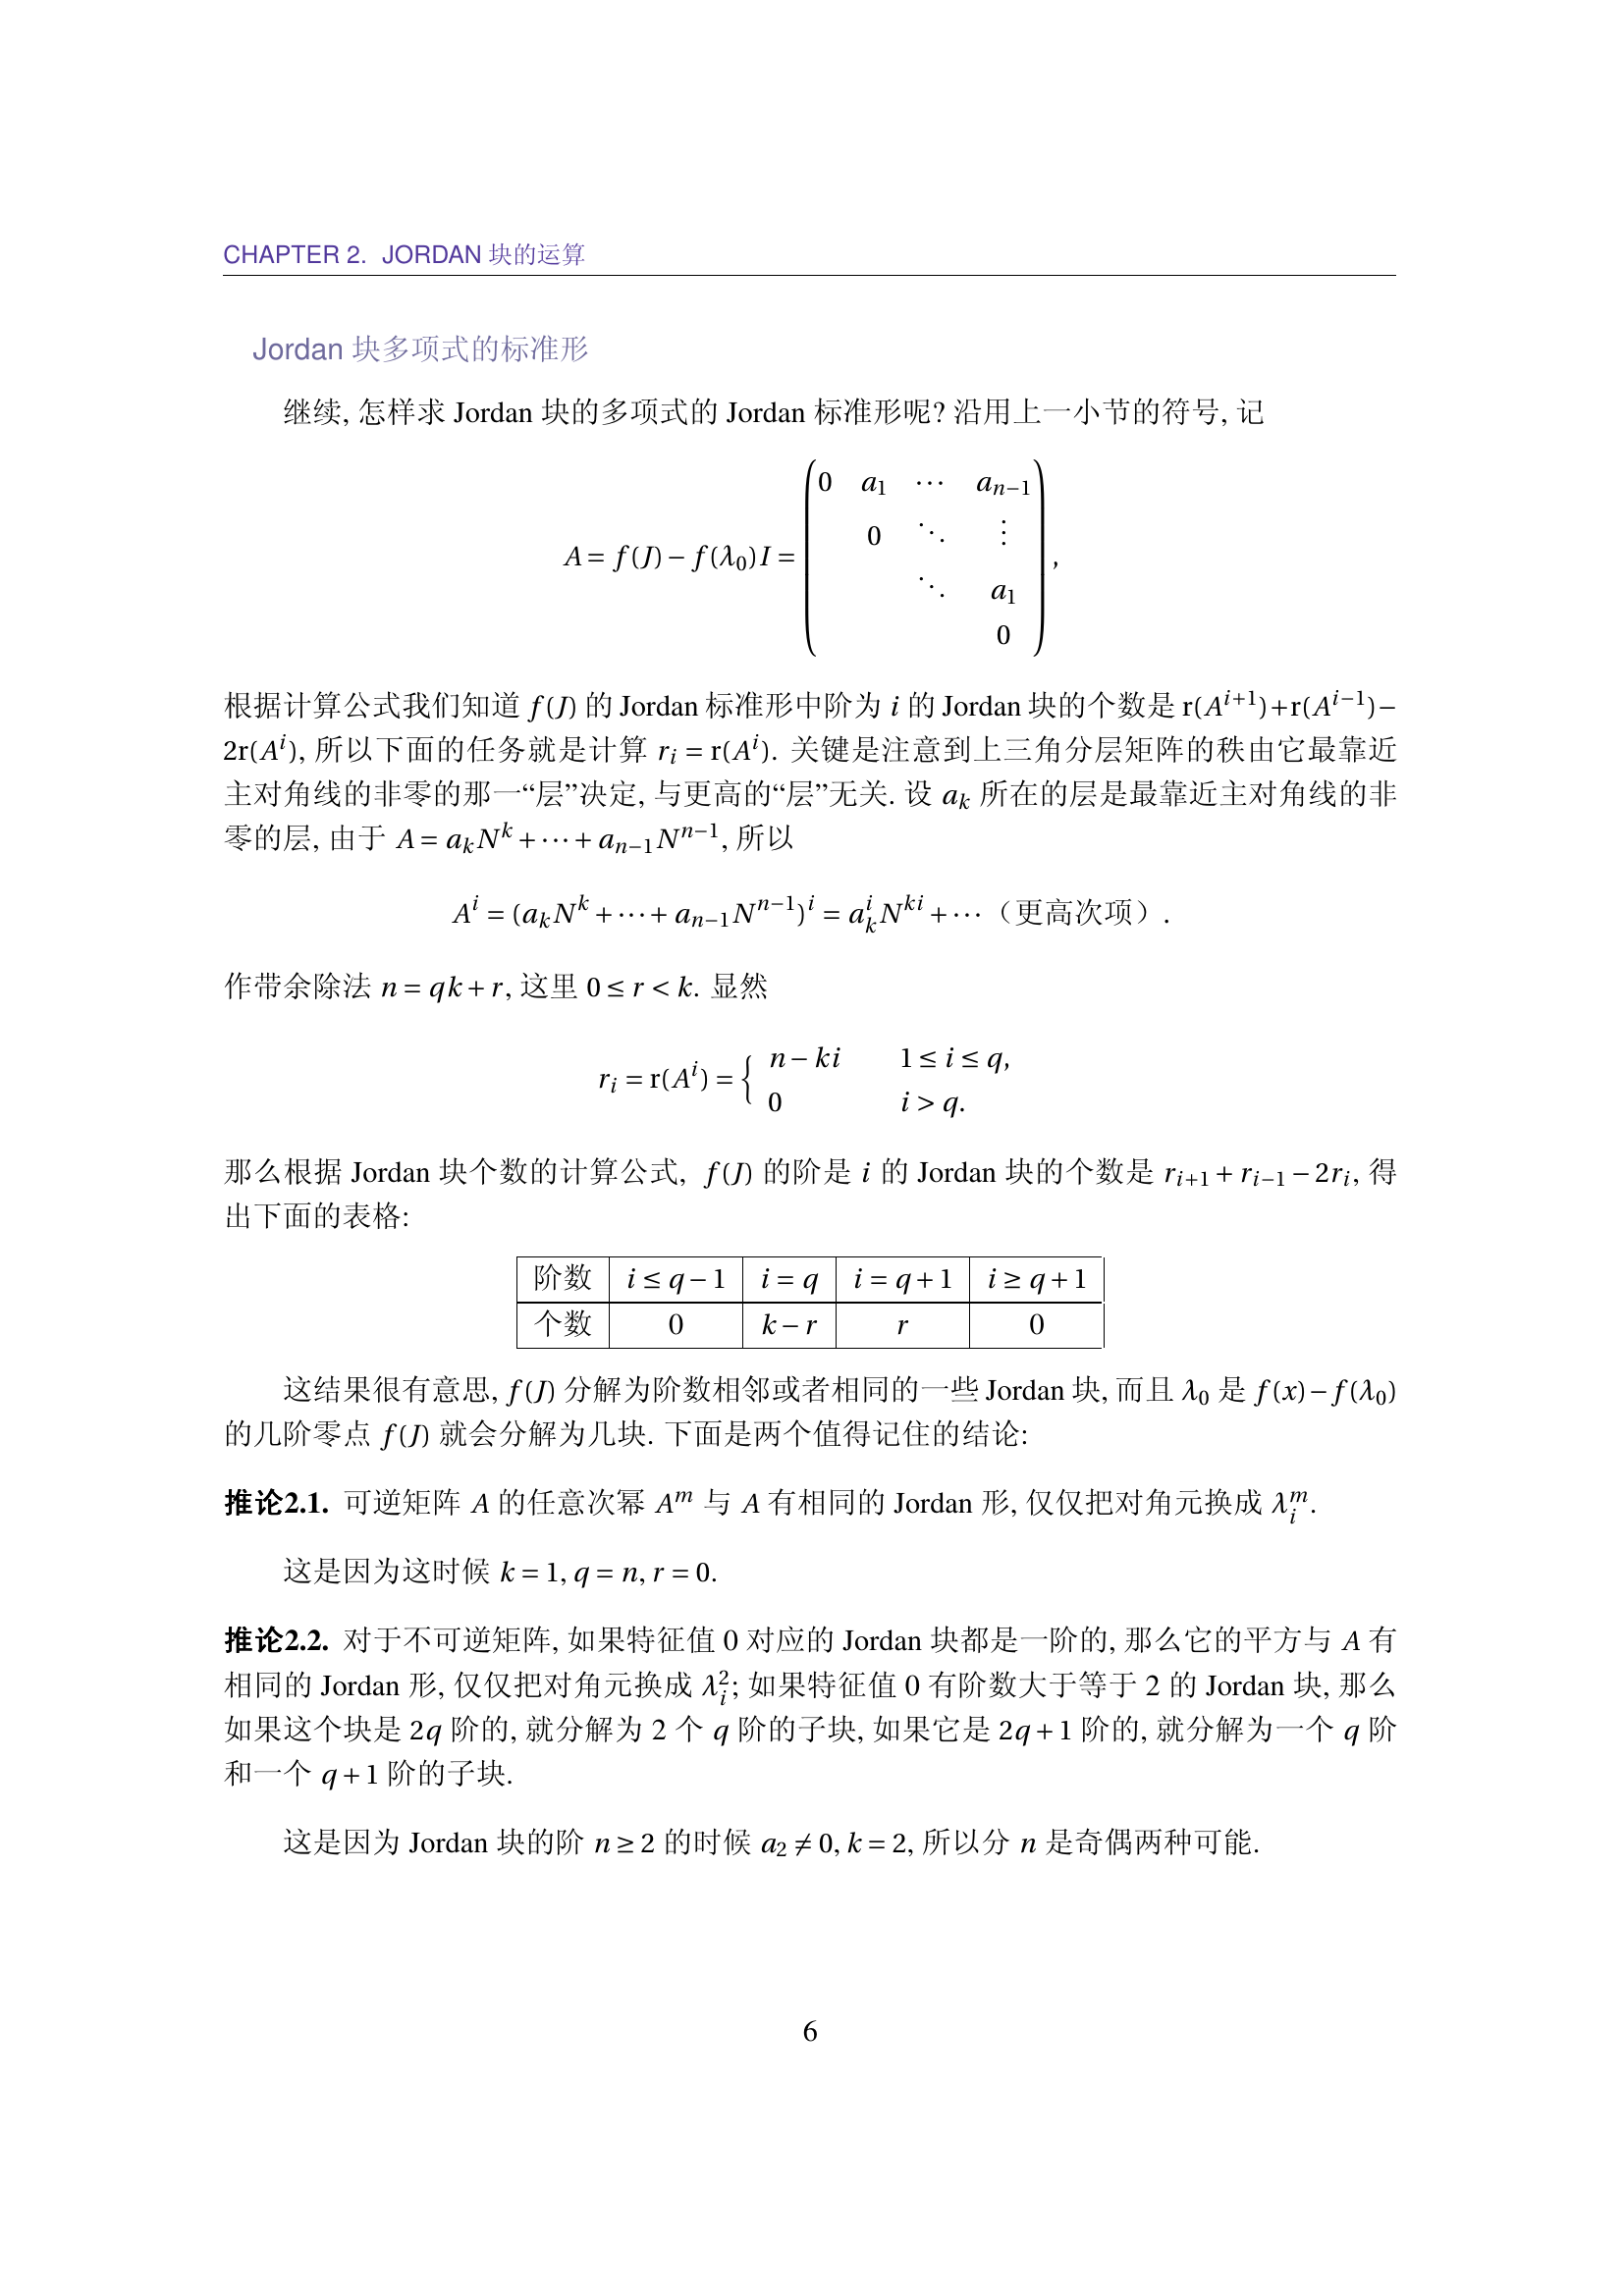 CHAPTER 2. JORDAN 块的运算
Jordan 块多项式的标准形
继续, 怎样求 Jordan 块的多项式的 Jordan 标准形呢? 沿用上一小节的符号, 记
$$A = f(J) - f(\lambda_0)I = \begin{pmatrix} 0 & a_1 & \cdots & a_{n-1} \\ & 0 & \ddots & \vdots \\ & & \ddots & a_1 \\ & & & 0 \end{pmatrix},$$
根据计算公式我们知道 $f(J)$ 的 Jordan 标准形中阶为 $i$ 的 Jordan 块的个数是 $\mathrm{r}(A^{i+1})+\mathrm{r}(A^{i-1})-$
$2\mathrm{r}(A^i)$, 所以下面的任务就是计算 $r_i = \mathrm{r}(A^i)$. 关键是注意到上三角分层矩阵的秩由它最靠近
主对角线的非零的那一“层”决定, 与更高的“层”无关. 设 $a_k$ 所在的层是最靠近主对角线的非
零的层, 由于 $A = a_k N^k + \cdots + a_{n-1} N^{n-1}$, 所以
$$A^i = (a_k N^k + \cdots + a_{n-1} N^{n-1})^i = a_k^i N^{ki} + \cdots （更高次项）.$$
作带余除法 $n = qk + r$, 这里 $0 \le r < k$. 显然
$$r_i = \mathrm{r}(A^i) = \begin{cases} n - ki & 1 \le i \le q, \\ 0 & i > q. \end{cases}$$
那么根据 Jordan 块个数的计算公式, $f(J)$ 的阶是 $i$ 的 Jordan 块的个数是 $r_{i+1} + r_{i-1} - 2r_i$, 得
出下面的表格:
阶数 $i \le q-1$ $i = q$ $i = q+1$ $i \ge q+1$
个数 0 $k-r$ $r$ 0
这结果很有意思, $f(J)$ 分解为阶数相邻或者相同的一些 Jordan 块, 而且 $\lambda_0$ 是 $f(x) - f(\lambda_0)$
的几阶零点 $f(J)$ 就会分解为几块. 下面是两个值得记住的结论:
推论2.1. 可逆矩阵 $A$ 的任意次幂 $A^m$ 与 $A$ 有相同的 Jordan 形, 仅仅把对角元换成 $\lambda_i^m$.
这是因为这时候 $k = 1, q = n, r = 0$.
推论2.2. 对于不可逆矩阵, 如果特征值 0 对应的 Jordan 块都是一阶的, 那么它的平方与 $A$ 有
相同的 Jordan 形, 仅仅把对角元换成 $\lambda_i^2$; 如果特征值 0 有阶数大于等于 2 的 Jordan 块, 那么
如果这个块是 $2q$ 阶的, 就分解为 2 个 $q$ 阶的子块, 如果它是 $2q+1$ 阶的, 就分解为一个 $q$ 阶
和一个 $q+1$ 阶的子块.
这是因为 Jordan 块的阶 $n \ge 2$ 的时候 $a_2 \ne 0, k = 2$, 所以分 $n$ 是奇偶两种可能.
6